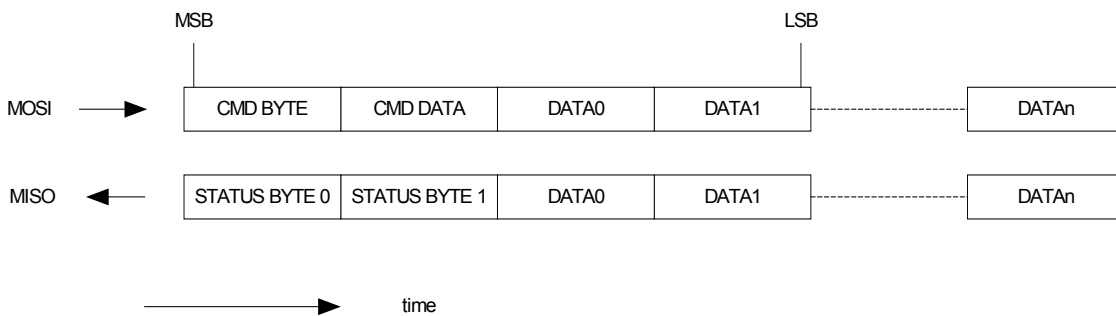 MSB LSB
MOSI CMD BYTE CMD DATA DATA0 DATA1 DATAn
MISO STATUS BYTE 0 STATUS BYTE 1 DATA0 DATA1 DATAn
time